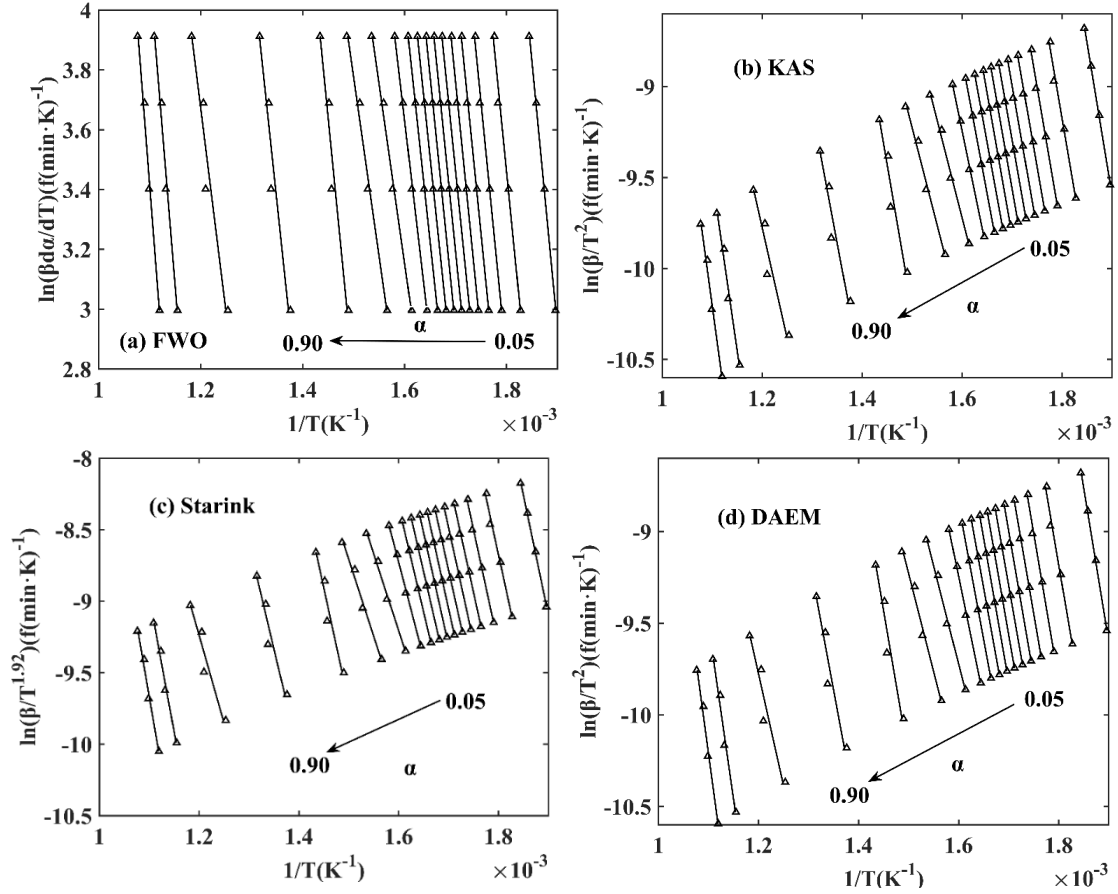 4
3.8
3.6
3.4
3.2
3
2.8
ln(βdα/dT)(f(min·K)⁻¹)
(a) FWO
α
0.90
0.05
1 1.2 1.4 1.6 1.8
1/T(K⁻¹)
×10⁻³
-9
-9.5
-10
-10.5
ln(β/T²)(f(min·K)⁻¹)
(b) KAS
0.05
α
0.90
1 1.2 1.4 1.6 1.8
1/T(K⁻¹)
×10⁻³
-8
-8.5
-9
-9.5
-10
-10.5
ln(β/T¹·⁹²)(f(min·K)⁻¹)
(c) Starink
0.05
0.90
α
1 1.2 1.4 1.6 1.8
1/T(K⁻¹)
×10⁻³
-9
-9.5
-10
-10.5
ln(β/T²)(f(min·K)⁻¹)
(d) DAEM
0.05
α
0.90
1 1.2 1.4 1.6 1.8
1/T(K⁻¹)
×10⁻³